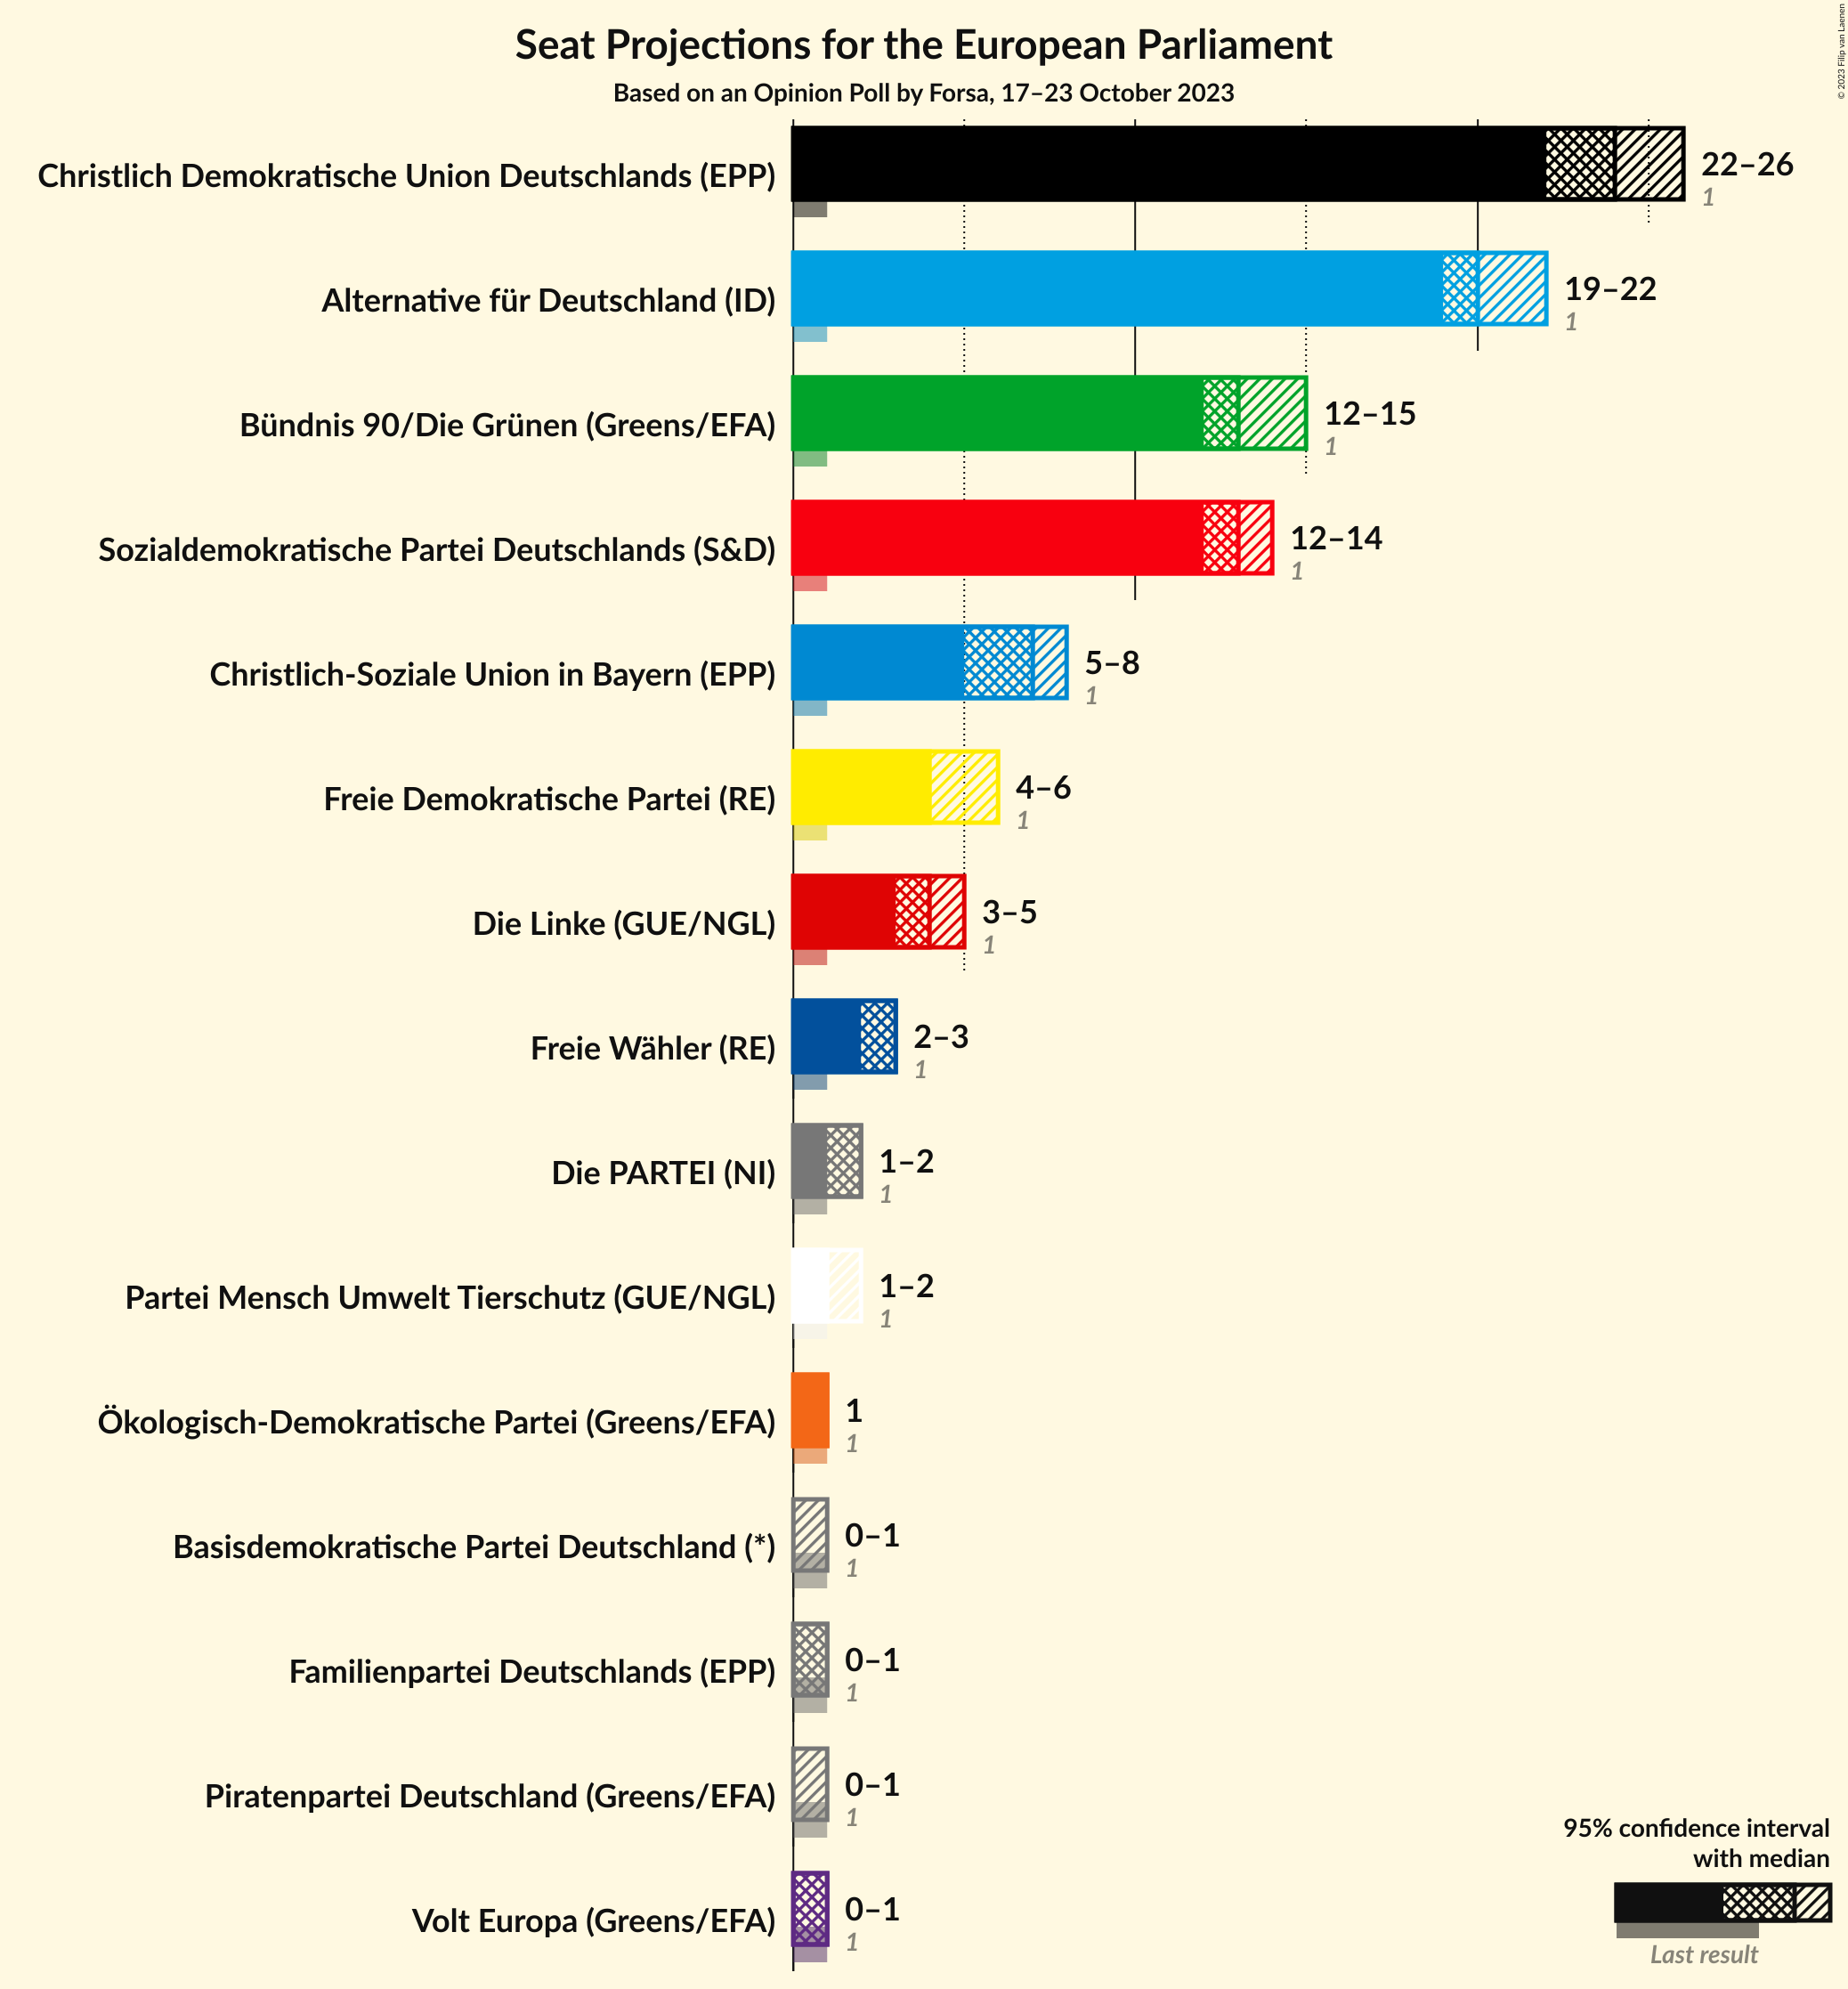 Seat Projections for the European Parliament
Based on an Opinion Poll by Forsa, 17–23 October 2023
© 2023 Filip van Laenen
Christlich Demokratische Union Deutschlands (EPP)
22–26
1
Alternative für Deutschland (ID)
19–22
1
Bündnis 90/Die Grünen (Greens/EFA)
12–15
1
Sozialdemokratische Partei Deutschlands (S&D)
12–14
1
Christlich-Soziale Union in Bayern (EPP)
5–8
1
Freie Demokratische Partei (RE)
4–6
1
Die Linke (GUE/NGL)
3–5
1
Freie Wähler (RE)
2–3
1
Die PARTEI (NI)
1–2
1
Partei Mensch Umwelt Tierschutz (GUE/NGL)
1–2
1
Ökologisch-Demokratische Partei (Greens/EFA)
1
1
Basisdemokratische Partei Deutschland (*)
0–1
1
Familienpartei Deutschlands (EPP)
0–1
1
Piratenpartei Deutschland (Greens/EFA)
0–1
1
Volt Europa (Greens/EFA)
0–1
1
95% confidence interval
with median
Last result